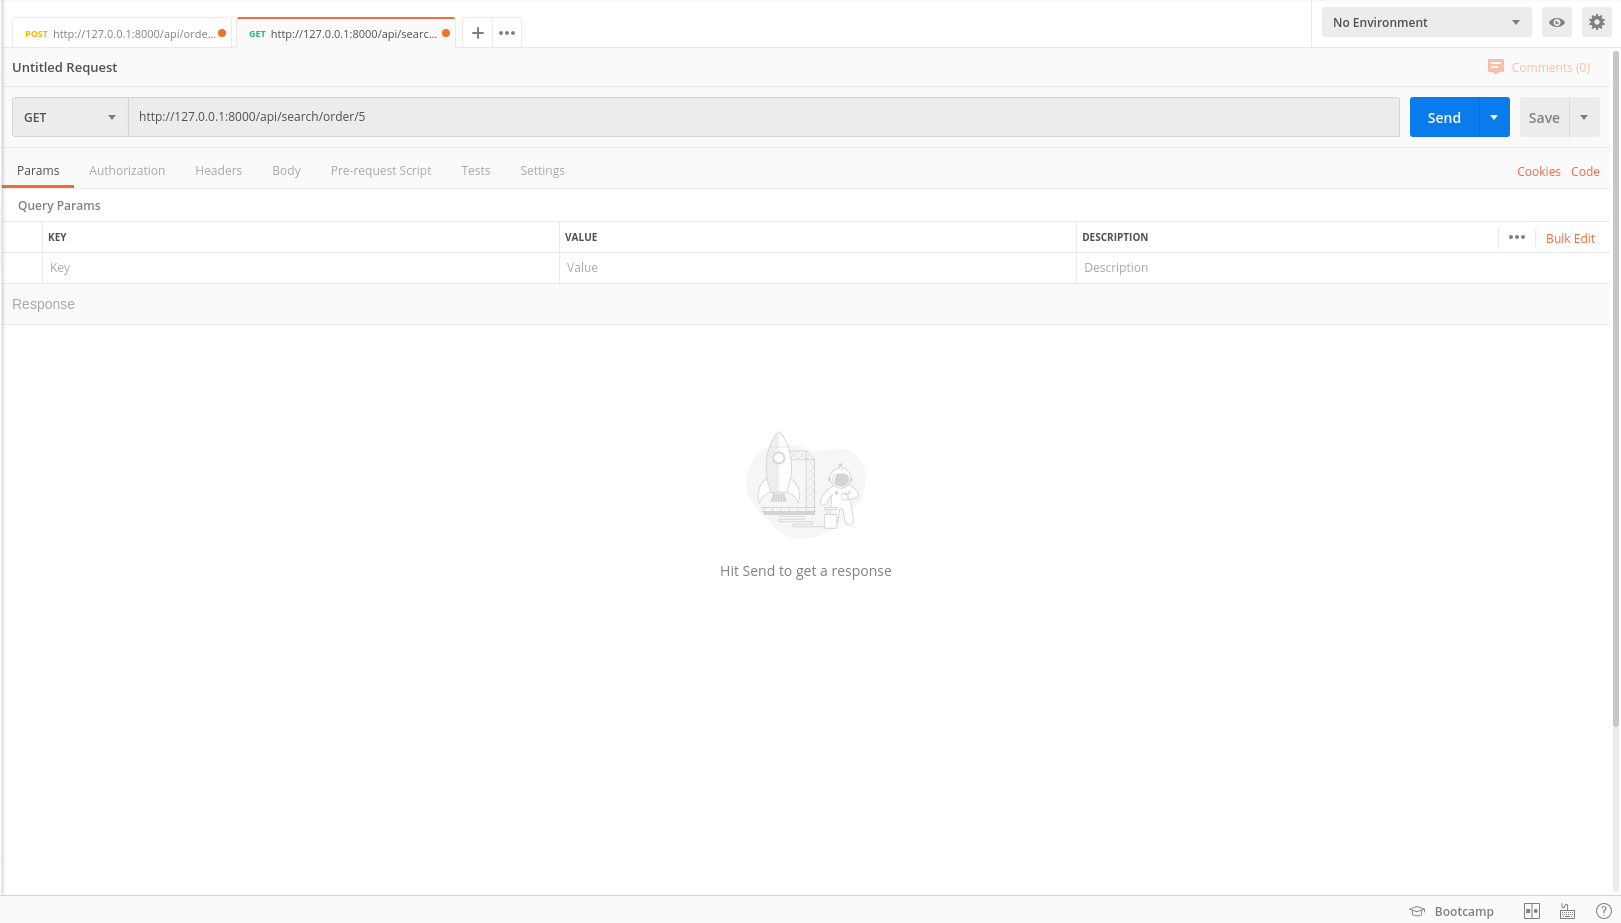 POST http://127.0.0.1:8000/api/orde...
GET http://127.0.0.1:8000/api/searc...
No Environment
Untitled Request
Comments (0)
GET
http://127.0.0.1:8000/api/search/order/5
Send
Save
Params Authorization Headers Body Pre-request Script Tests Settings
Cookies Code
Query Params
KEY VALUE DESCRIPTION
Bulk Edit
Key Value Description
Response
Hit Send to get a response
Bootcamp